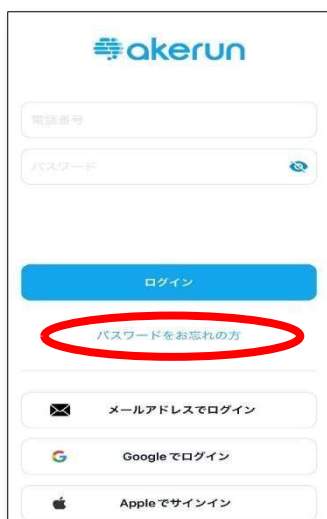 akerun
電話番号
パスワード
ログイン
パスワードをお忘れの方
メールアドレスでログイン
Googleでログイン
Appleでサインイン